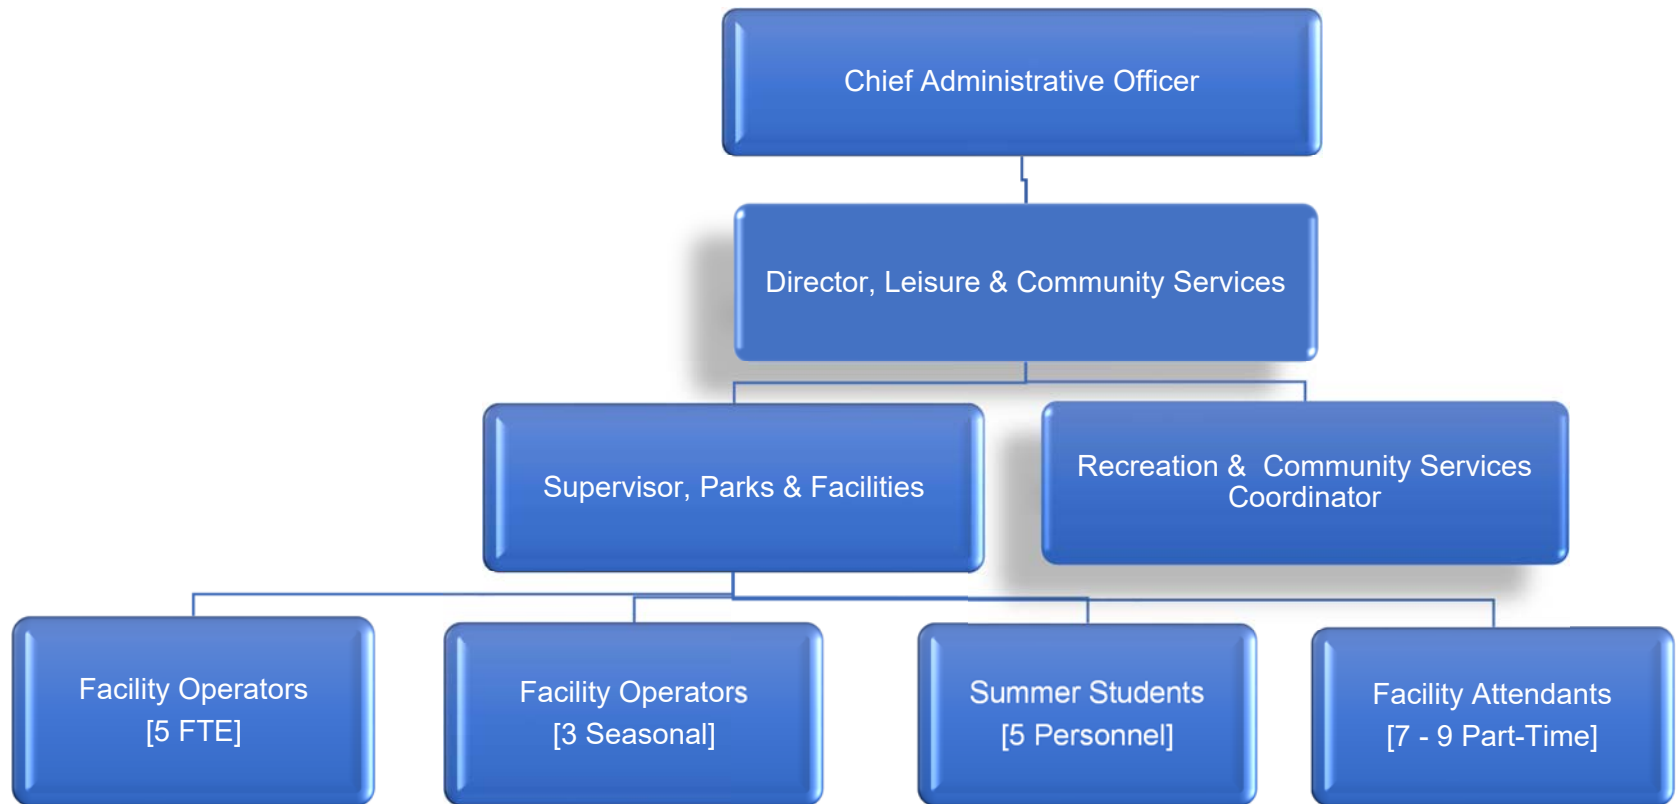 Chief Administrative Officer
Director, Leisure & Community Services
Supervisor, Parks & Facilities
Recreation & Community Services
Coordinator
Facility Operators
[5 FTE]
Facility Operators
[3 Seasonal]
Summer Students
[5 Personnel]
Facility Attendants
[7 - 9 Part-Time]